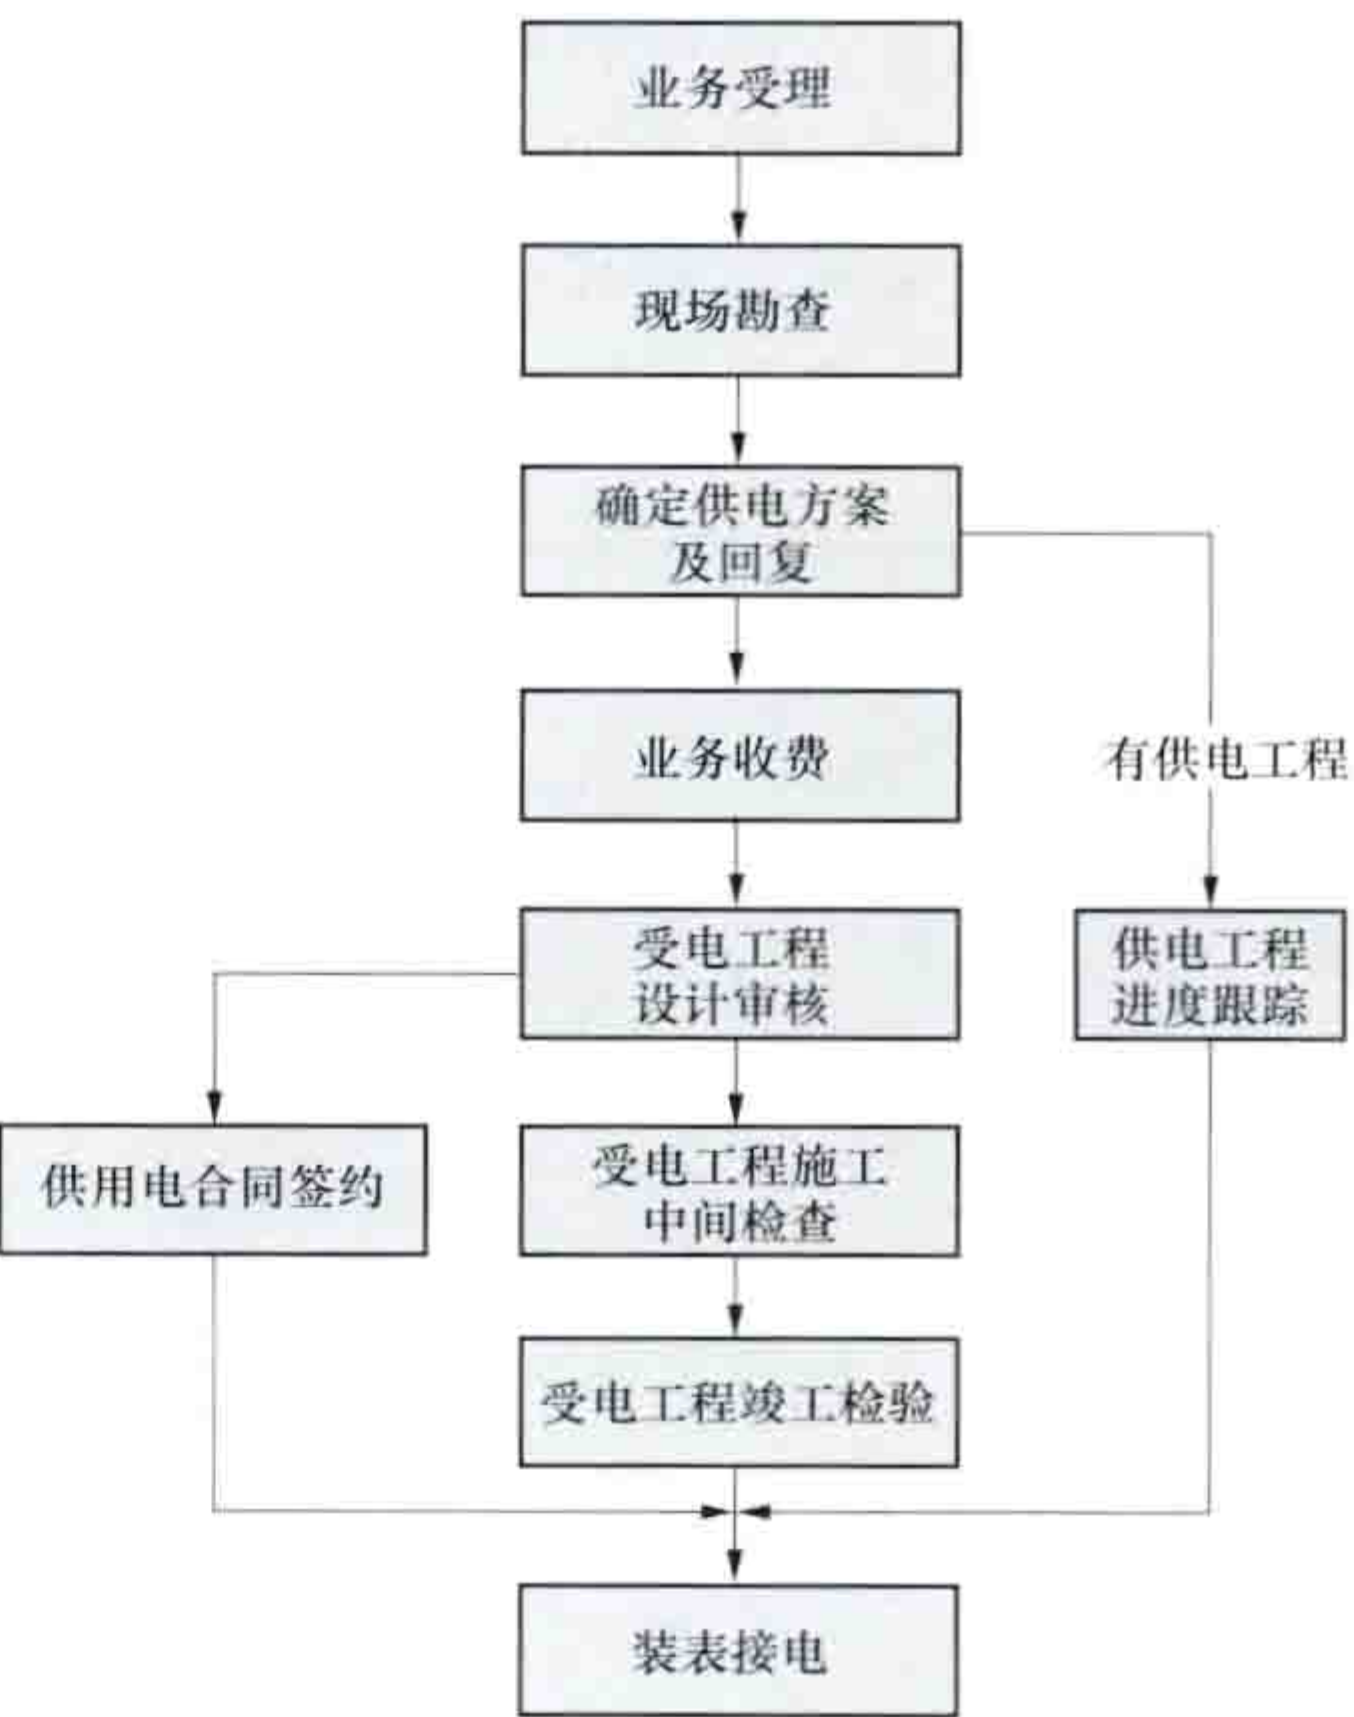 业务受理
现场勘查
确定供电方案
及回复
业务收费
有供电工程
受电工程
设计审核
供电工程
进度跟踪
供用电合同签约
受电工程施工
中间检查
受电工程竣工检验
装表接电